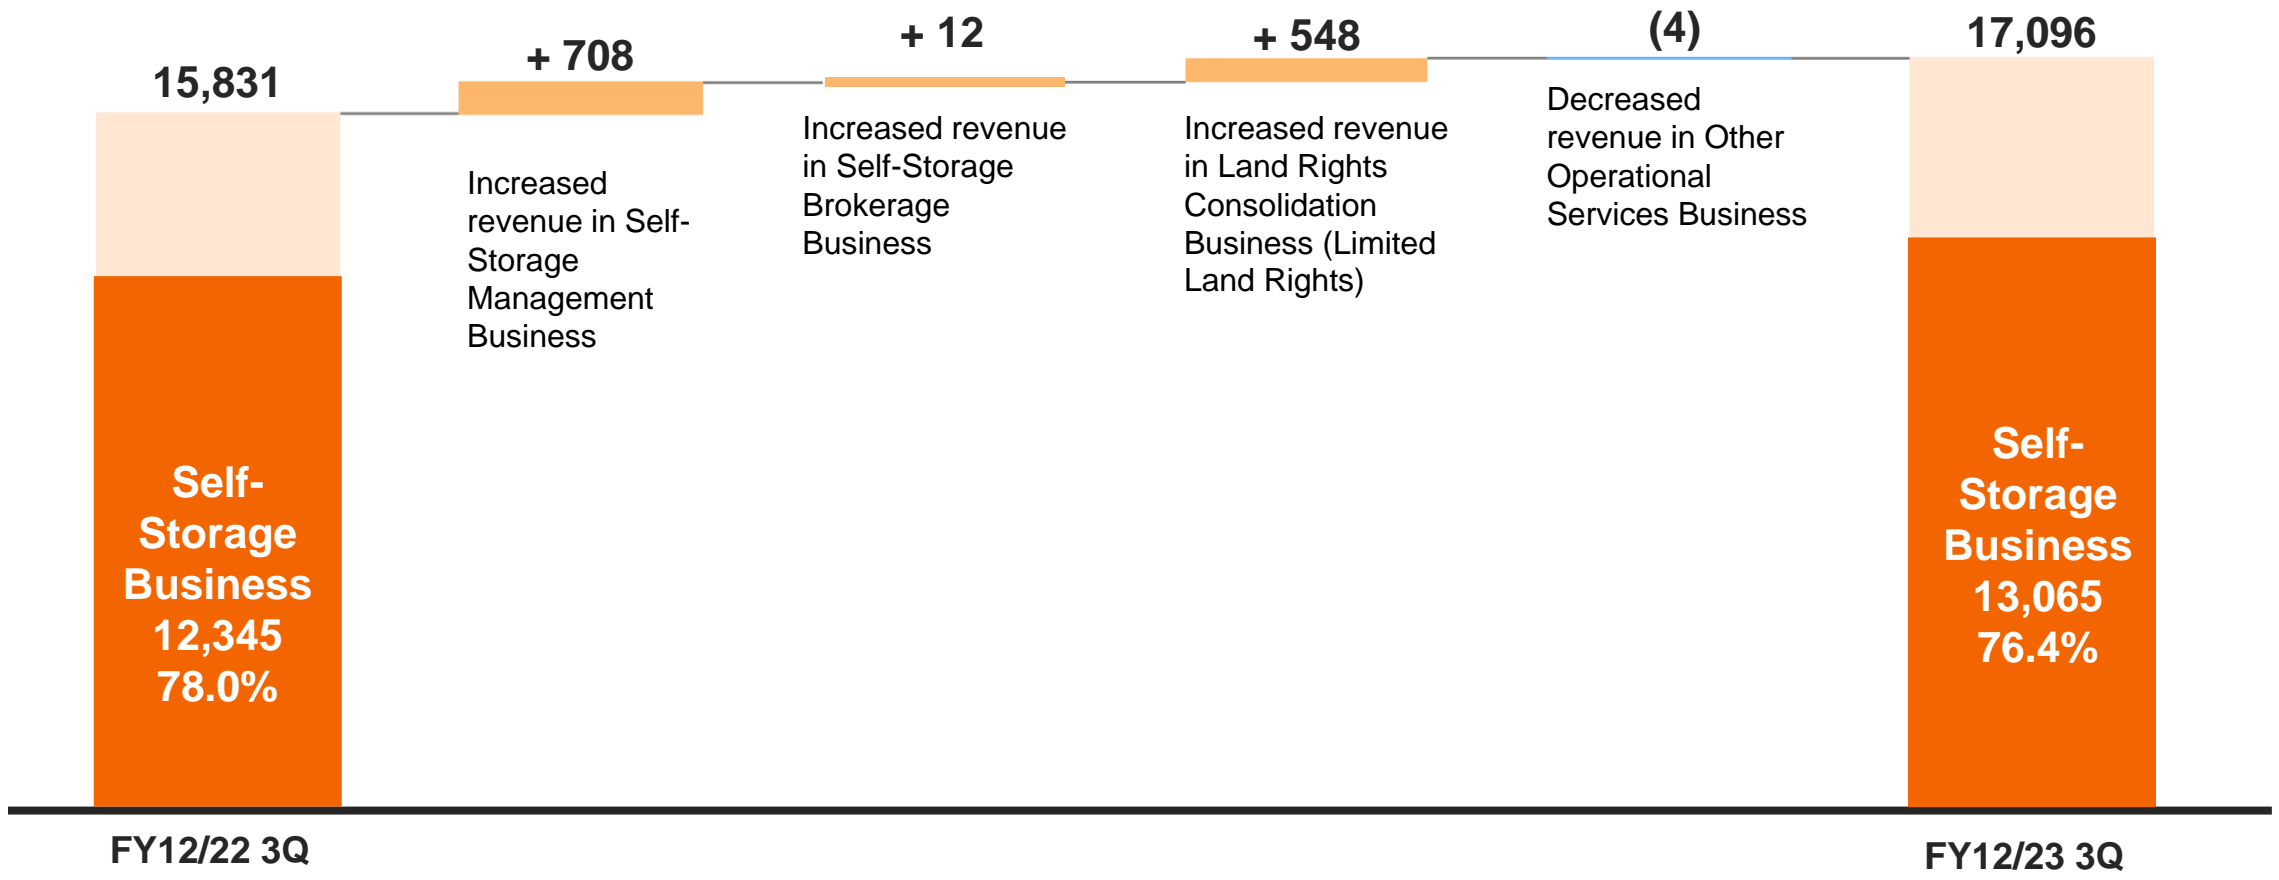 15,831
+ 708
+ 12
+ 548
(4)
17,096
Increased
revenue in Self-
Storage
Management
Business
Increased revenue
in Self-Storage
Brokerage
Business
Increased revenue
in Land Rights
Consolidation
Business (Limited
Land Rights)
Decreased
revenue in Other
Operational
Services Business
Self-
Storage
Business
12,345
78.0%
Self-
Storage
Business
13,065
76.4%
FY12/22 3Q
FY12/23 3Q